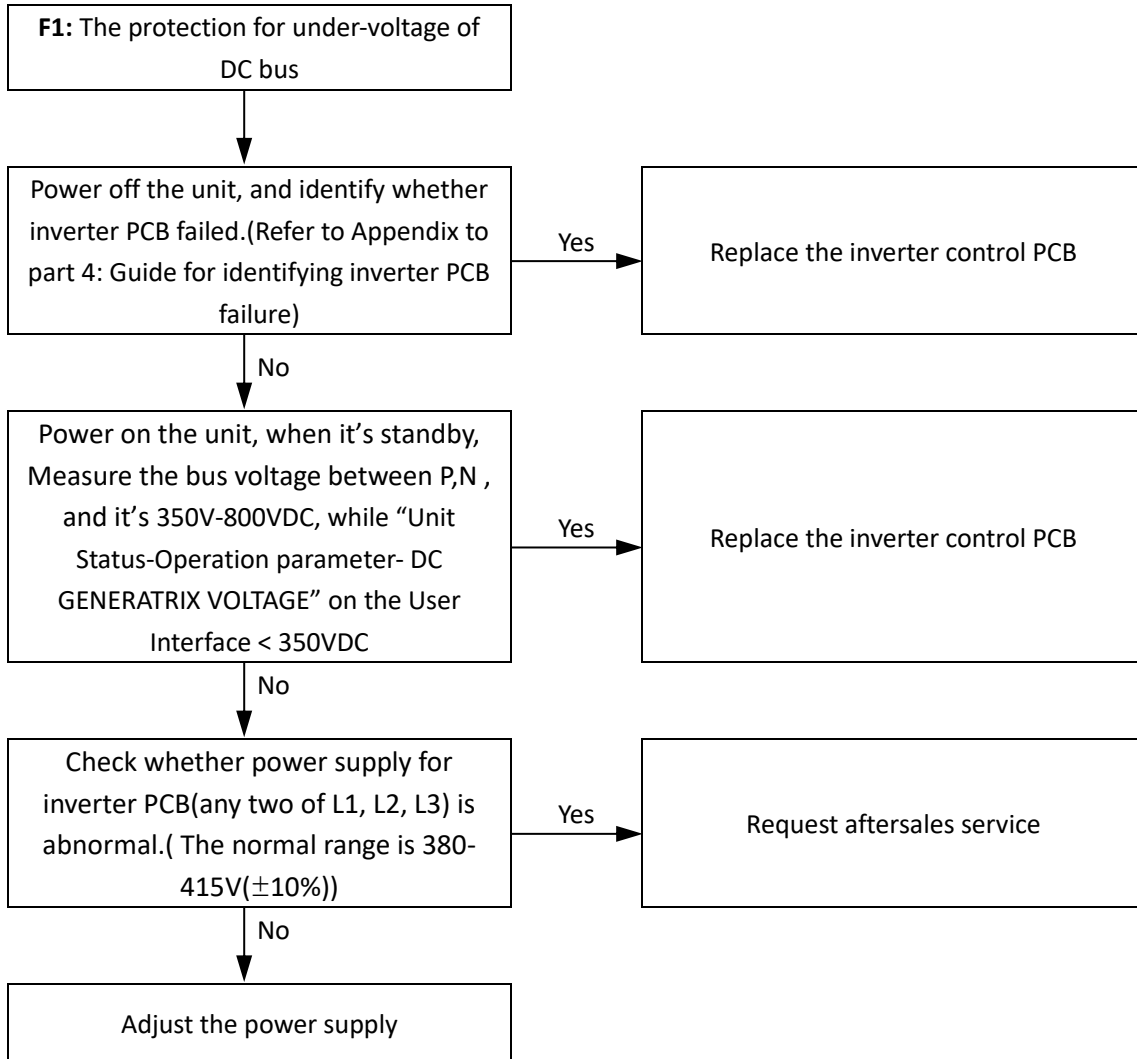 F1: The protection for under-voltage of
DC bus
Power off the unit, and identify whether
inverter PCB failed.(Refer to Appendix to
part 4: Guide for identifying inverter PCB
failure)
Yes
Replace the inverter control PCB
No
Power on the unit, when it’s standby,
Measure the bus voltage between P,N ,
and it’s 350V-800VDC, while “Unit
Status-Operation parameter- DC
GENERATRIX VOLTAGE” on the User
Interface < 350VDC
Yes
Replace the inverter control PCB
No
Check whether power supply for
inverter PCB(any two of L1, L2, L3) is
abnormal.( The normal range is 380-
415V(±10%))
Yes
Request aftersales service
No
Adjust the power supply